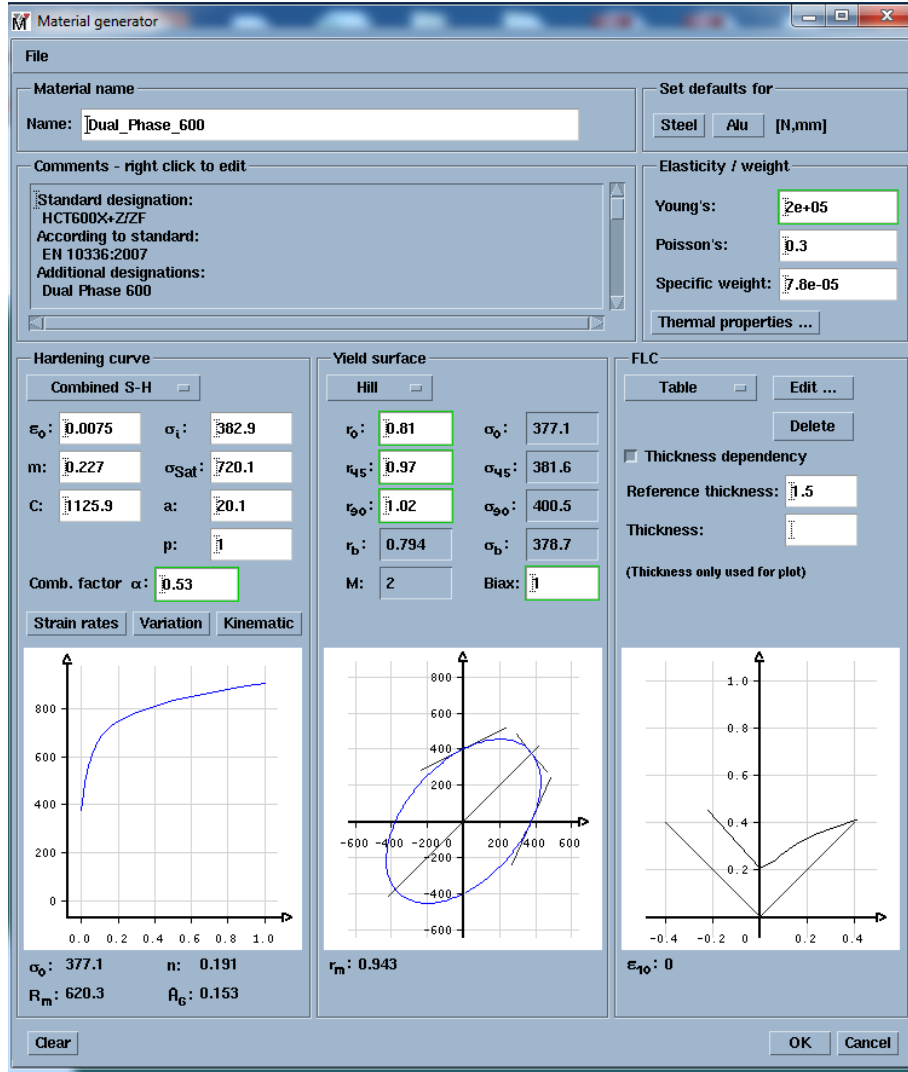 Material generator
File
Material name
Name: Dual_Phase_600
Set defaults for
Steel Alu [N,mm]
Comments - right click to edit
Standard designation:
HCT600X+Z/ZF
According to standard:
EN 10336:2007
Additional designations:
Dual Phase 600
Elasticity / weight
Young's: 2e+05
Poisson's: 0.3
Specific weight: 7.8e-05
Thermal properties ...
Hardening curve
Combined S-H
ε₀: 0.0075 σᵢ: 382.9
m: 0.227 σSat: 720.1
C: 1125.9 a: 20.1
p: 1
Comb. factor α: 0.53
Strain rates Variation Kinematic
800
600
400
200
0
0.0 0.2 0.4 0.6 0.8 1.0
σ₀: 377.1 n: 0.191
Rm: 620.3 AG: 0.153
Yield surface
Hill
r₀: 0.81 σ₀: 377.1
r₄₅: 0.97 σ₄₅: 381.6
r₉₀: 1.02 σ₉₀: 400.5
rb: 0.794 σb: 378.7
M: 2 Biax: 1
800
600
400
200
-600 -400 -200 200 400 600
-200
-400
-600
rm: 0.943
FLC
Table Edit ...
Delete
Thickness dependency
Reference thickness: 1.5
Thickness:
(Thickness only used for plot)
1.0
0.8
0.6
0.4
0.2
-0.4 -0.2 0 0.2 0.4
ε₁₀: 0
Clear OK Cancel